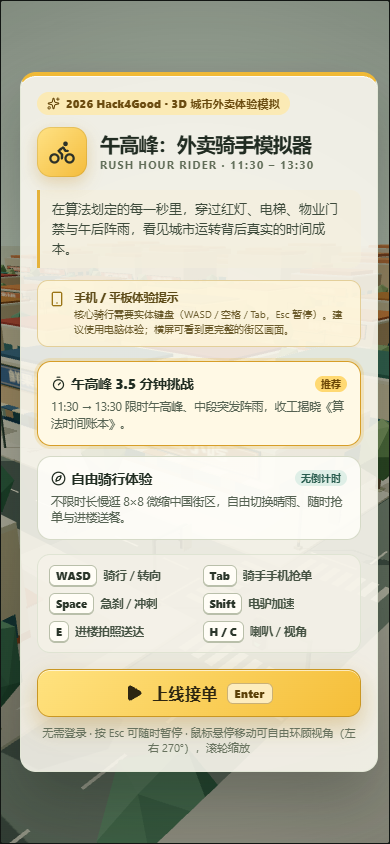 2026 Hack4Good · 3D 城市外卖体验模拟
午高峰：外卖骑手模拟器
RUSH HOUR RIDER · 11:30 – 13:30
在算法划定的每一秒里，穿过红灯、电梯、物业门
禁与午后阵雨，看见城市运转背后真实的时间成
本。
手机 / 平板体验提示
核心骑行需要实体键盘（WASD / 空格 / Tab，Esc 暂停）。建
议使用电脑体验；横屏可看到更完整的街区画面。
午高峰 3.5 分钟挑战
推荐
11:30 → 13:30 限时午高峰、中段突发阵雨，收工揭晓《算
法时间账本》。
自由骑行体验
无倒计时
不限时长慢逛 8×8 微缩中国街区，自由切换晴雨、随时抢
单与进楼送餐。
WASD 骑行 / 转向
Tab 骑手手机抢单
Space 急刹 / 冲刺
Shift 电驴加速
E 进楼拍照送达
H / C 喇叭 / 视角
上线接单 Enter
无需登录 · 按 Esc 可随时暂停 · 鼠标悬停移动可自由环顾视角（左
右 270°），滚轮缩放